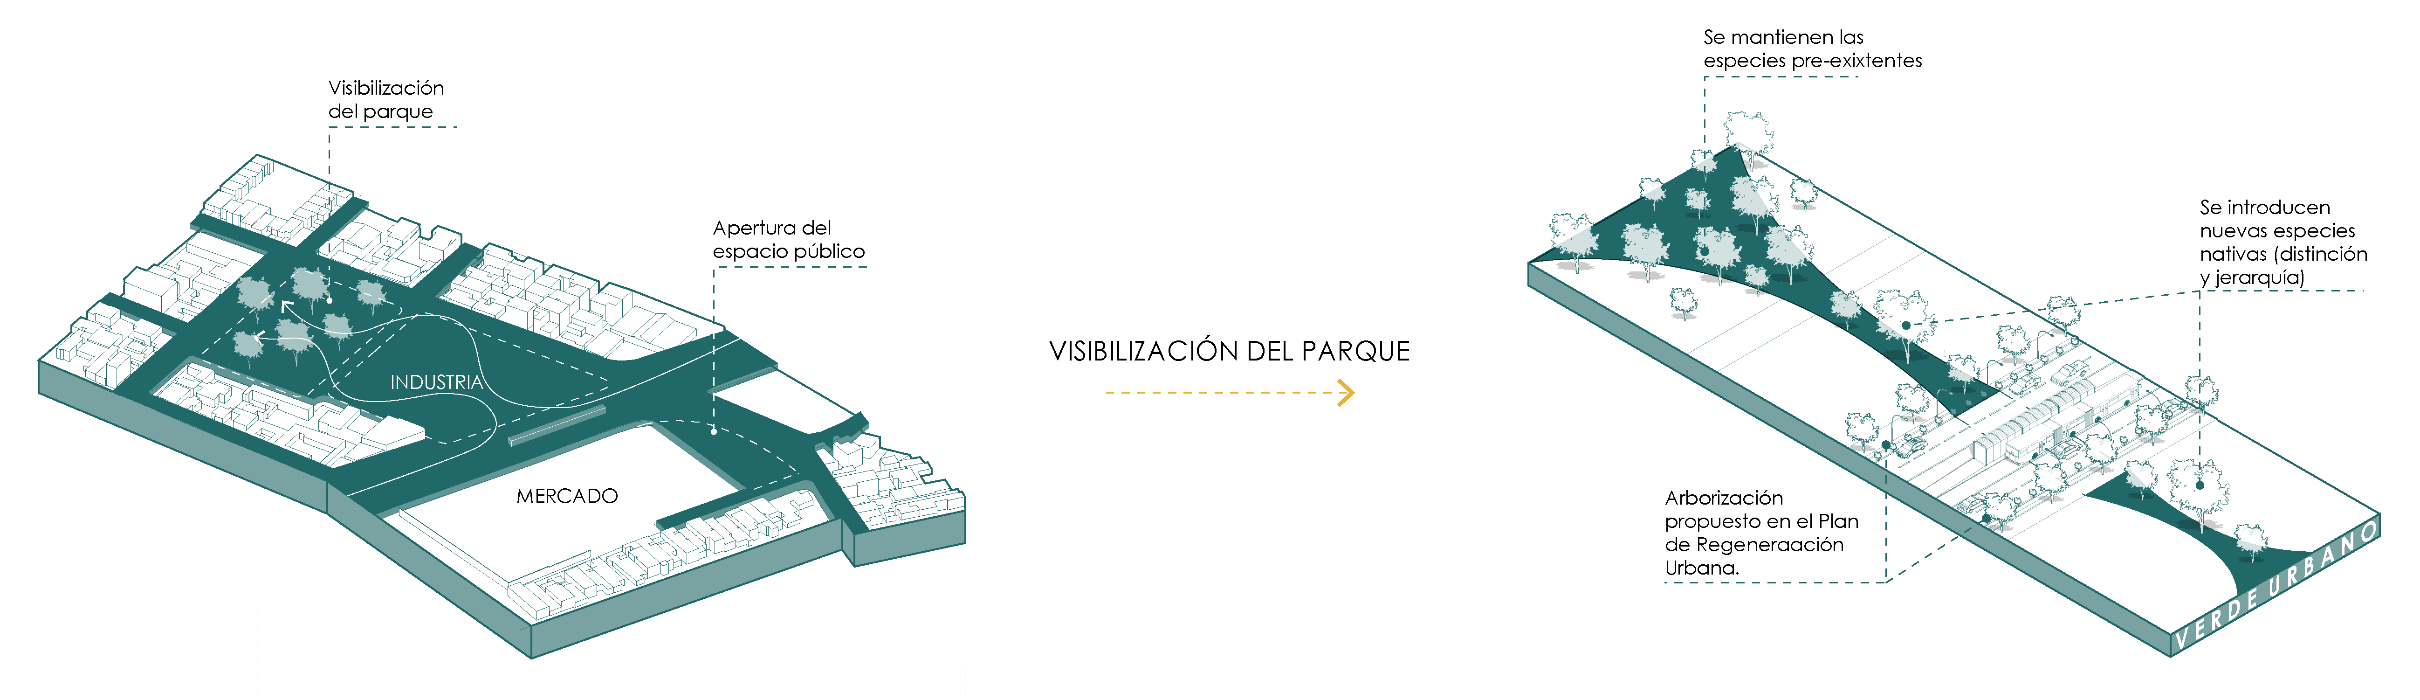 Visibilización
del parque
Apertura del
espacio público
INDUSTRIA
MERCADO
VISIBILIZACIÓN DEL PARQUE
Se mantienen las
especies pre-exixtentes
Se introducen
nuevas especies
nativas (distinción
y jerarquía)
Arborización
propuesto en el Plan
de Regeneraación
Urbana.
VERDE URBANO